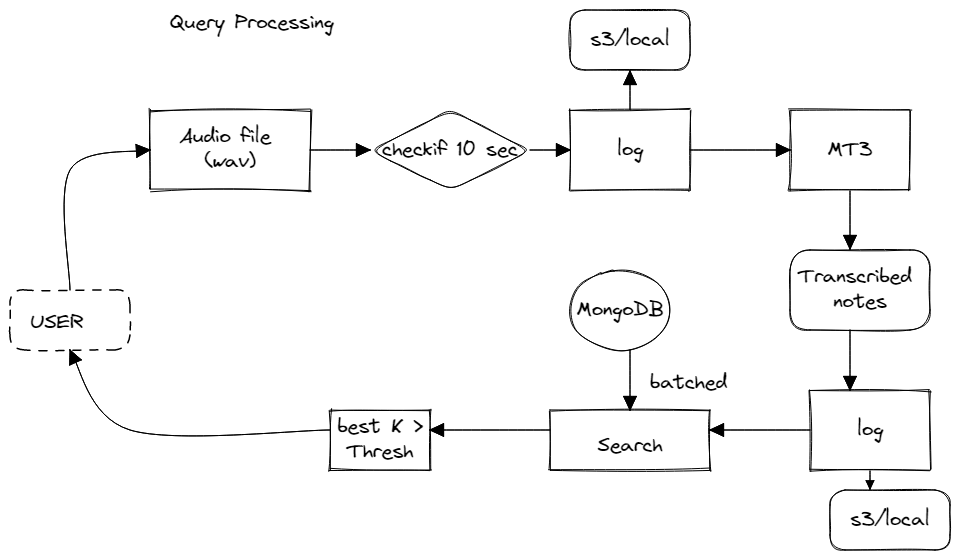 Query Processing
s3/local
Audio file
(wav)
checkif 10 sec
log
MT3
Transcribed
notes
USER
MongoDB
batched
best K >
Thresh
Search
log
s3/local